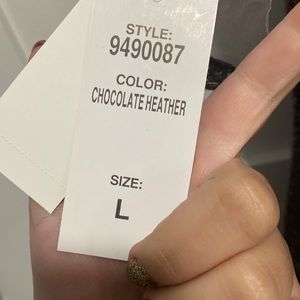 STYLE:
9490087
COLOR:
CHOCOLATE HEATHER
SIZE:
L